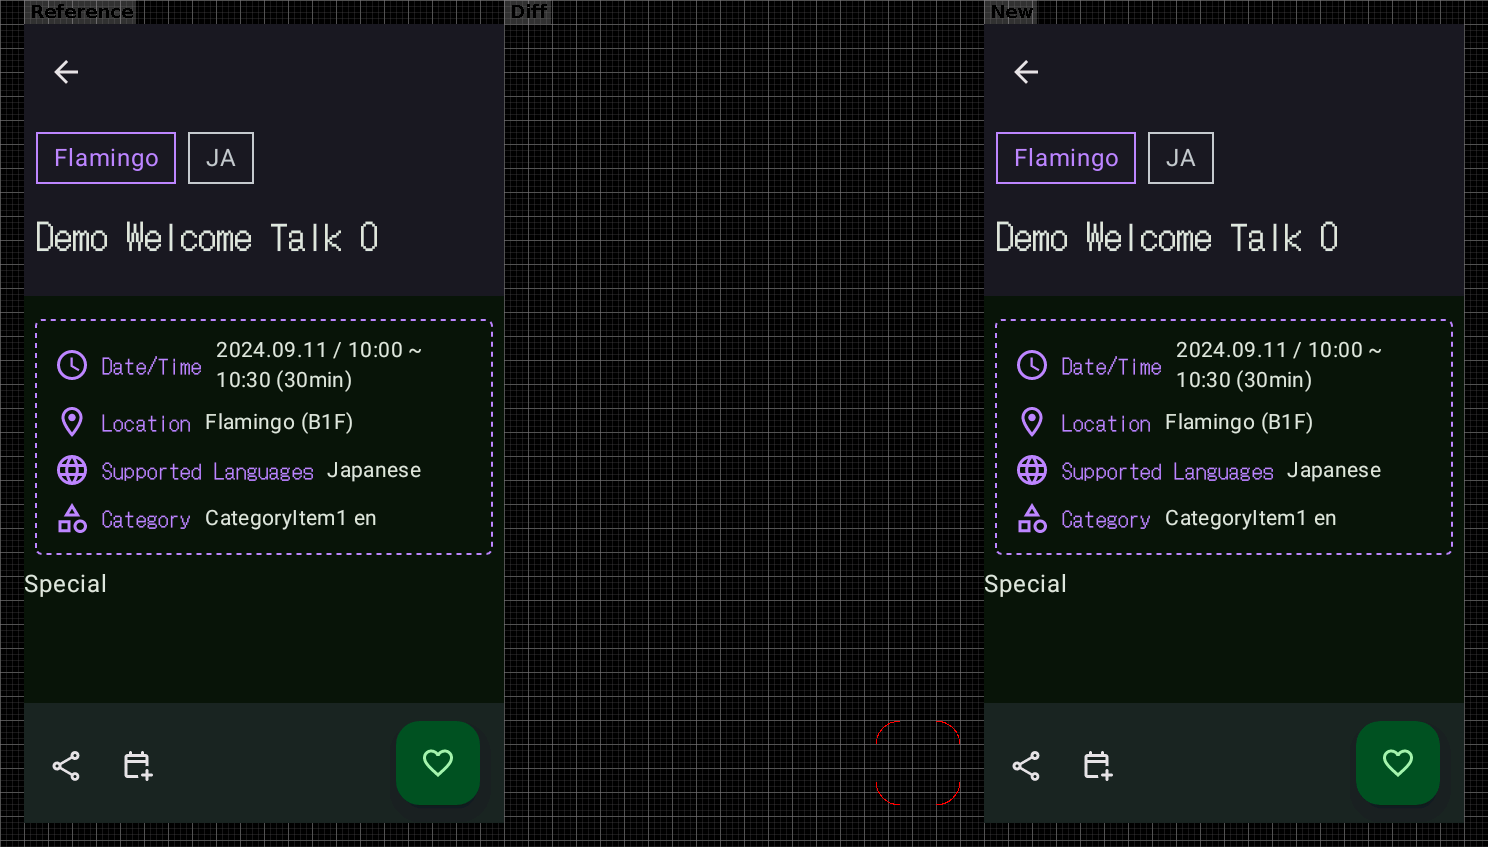 Reference
Diff
New
Flamingo
JA
Demo Welcome Talk 0
Date/Time
2024.09.11 / 10:00 ~
10:30 (30min)
Location Flamingo (B1F)
Supported Languages Japanese
Category CategoryItem1 en
Special
Flamingo
JA
Demo Welcome Talk 0
Date/Time
2024.09.11 / 10:00 ~
10:30 (30min)
Location Flamingo (B1F)
Supported Languages Japanese
Category CategoryItem1 en
Special